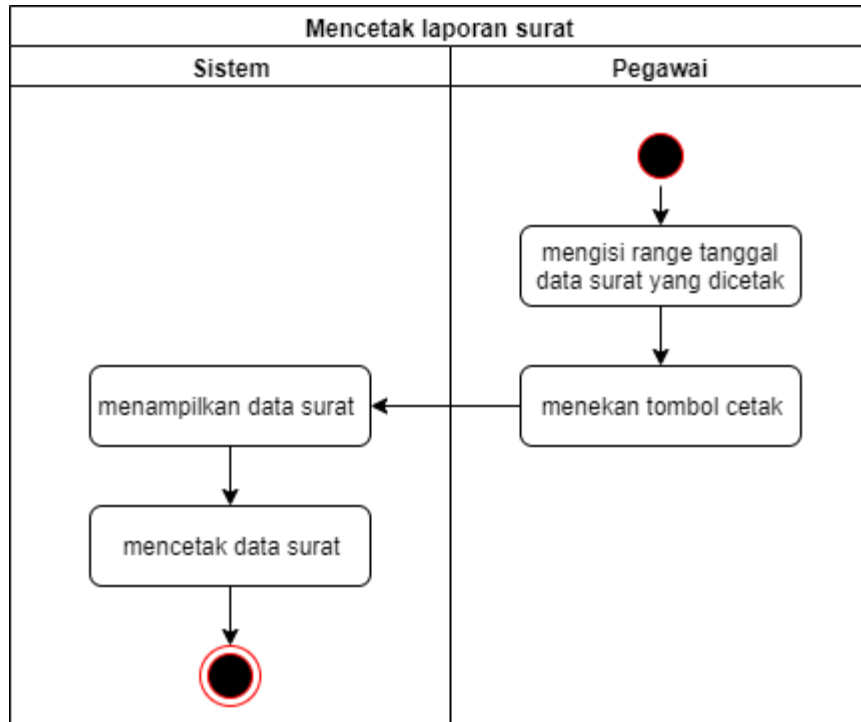 Mencetak laporan surat
Sistem
Pegawai
mengisi range tanggal
data surat yang dicetak
menekan tombol cetak
menampilkan data surat
mencetak data surat